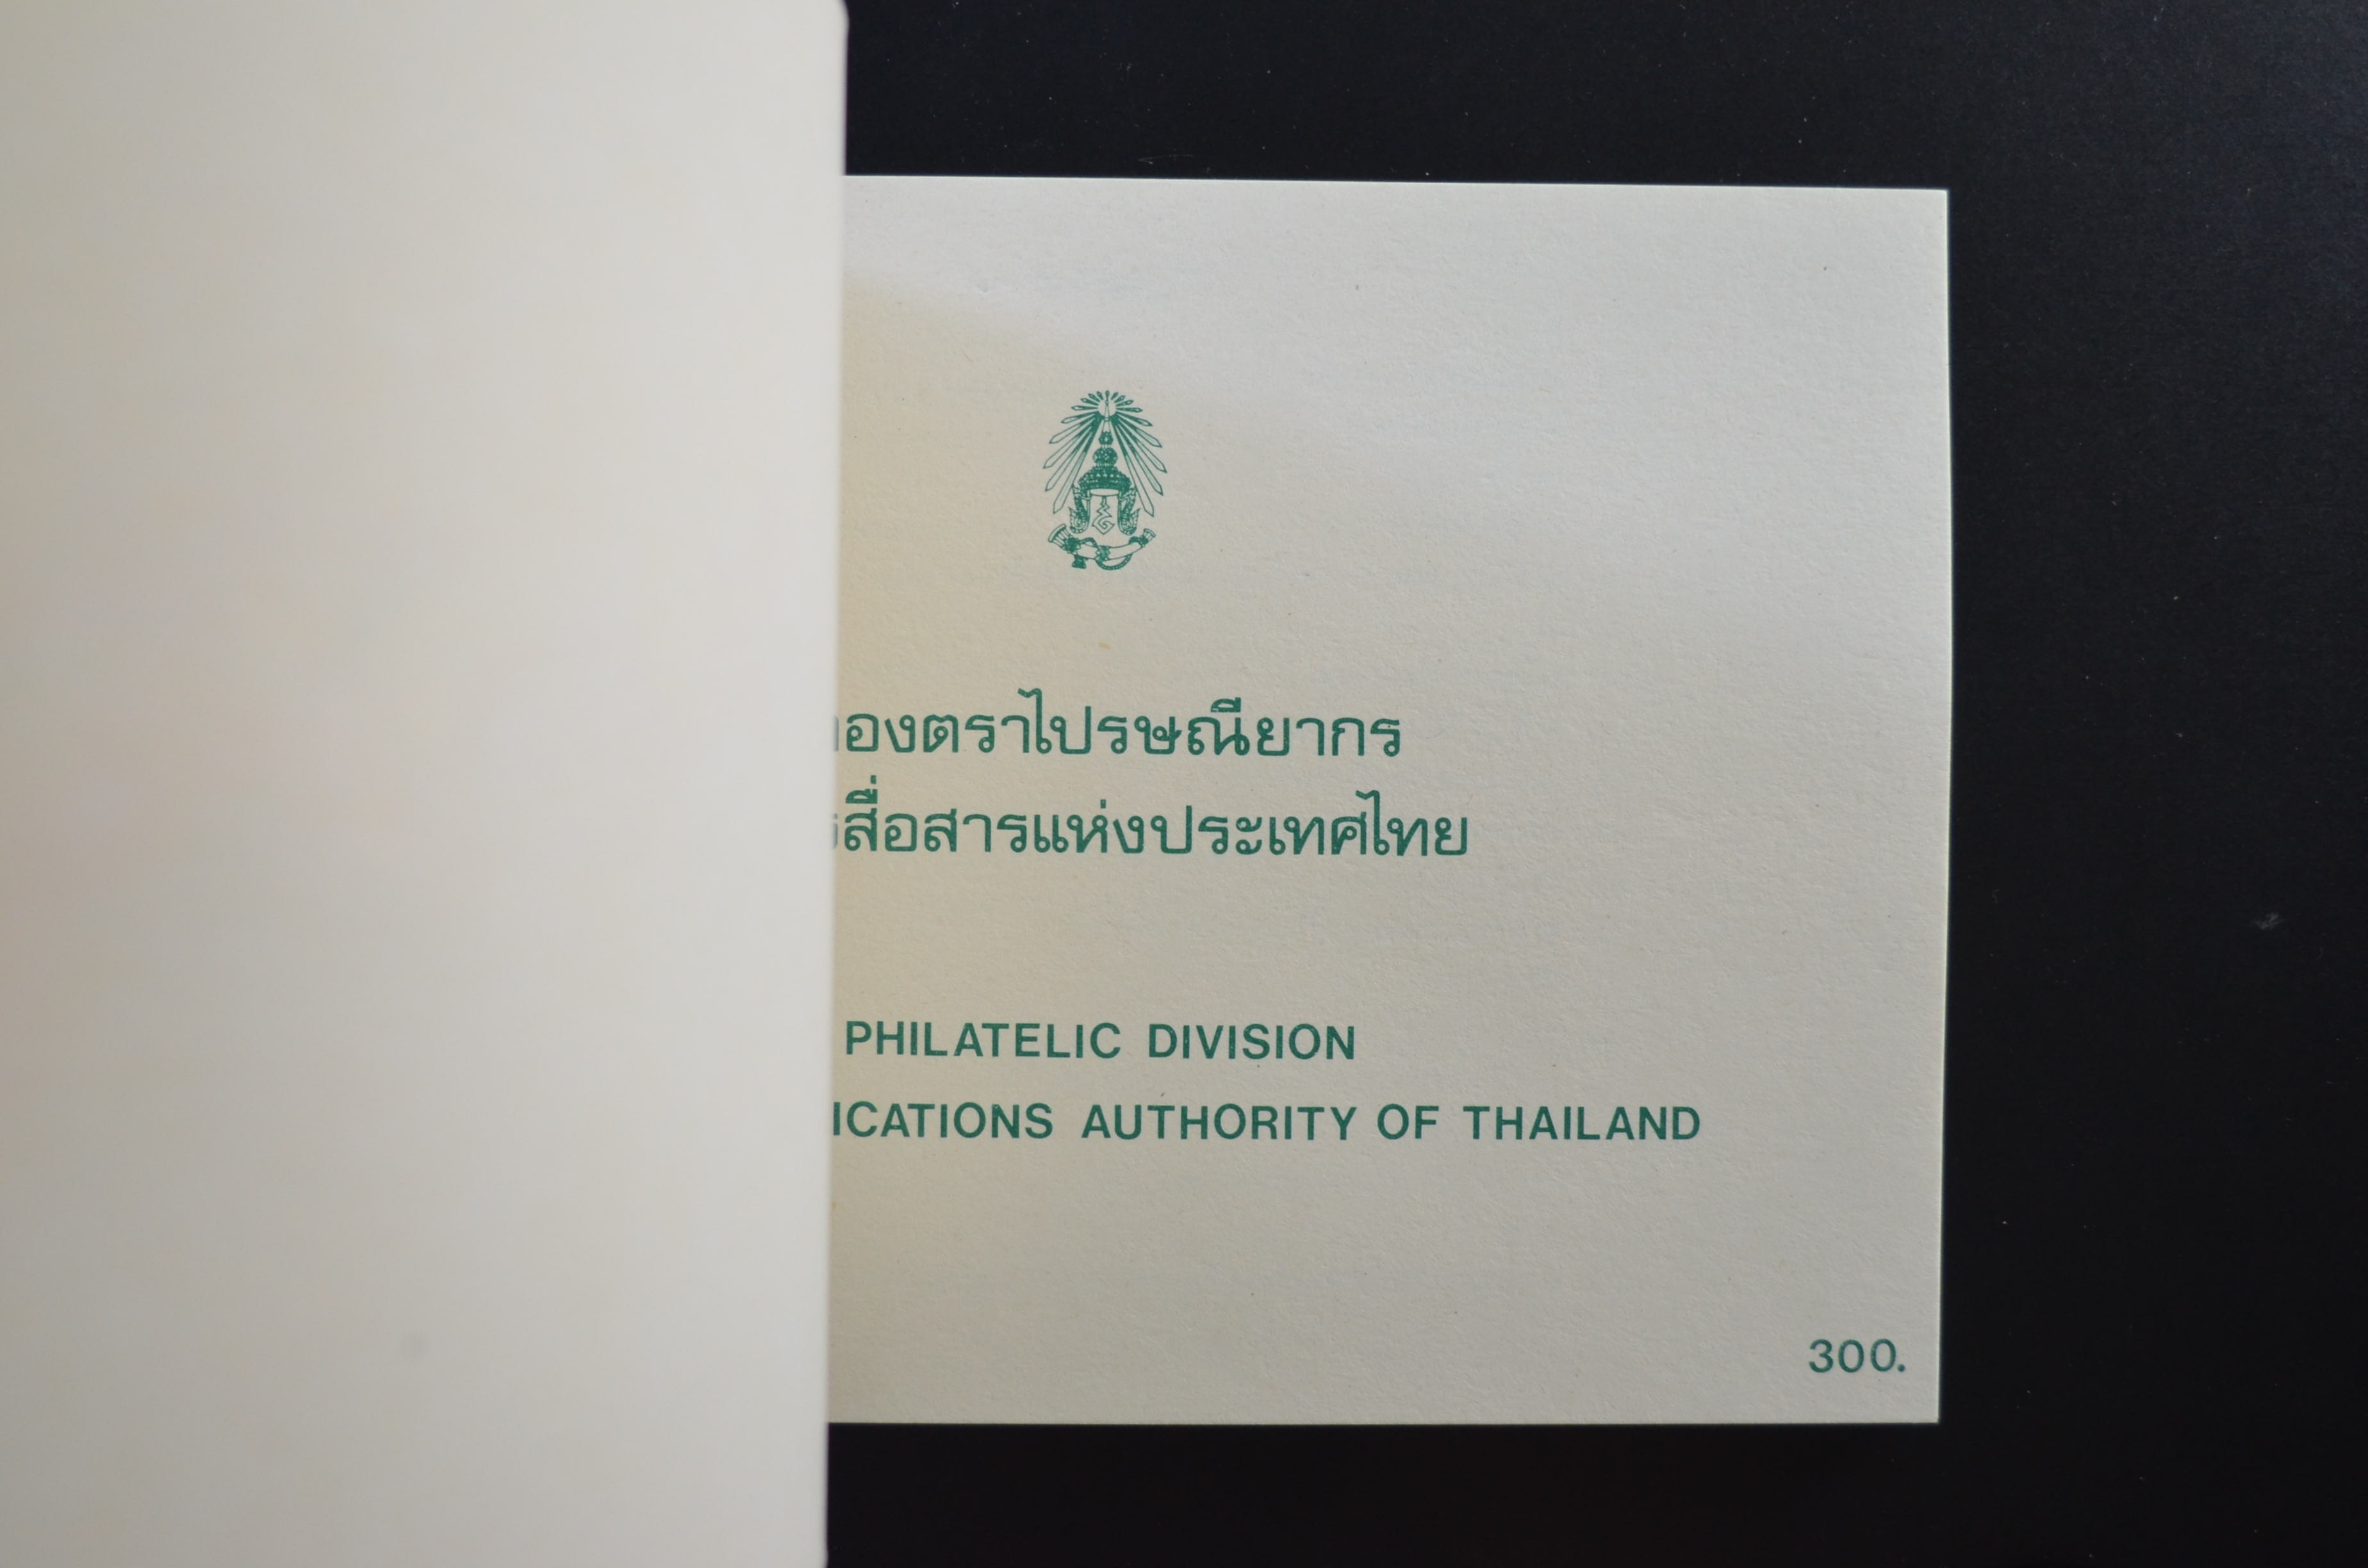 กองตราไปรษณียากร
สื่อสารแห่งประเทศไทย
PHILATELIC DIVISION
ICATIONS AUTHORITY OF THAILAND
300.